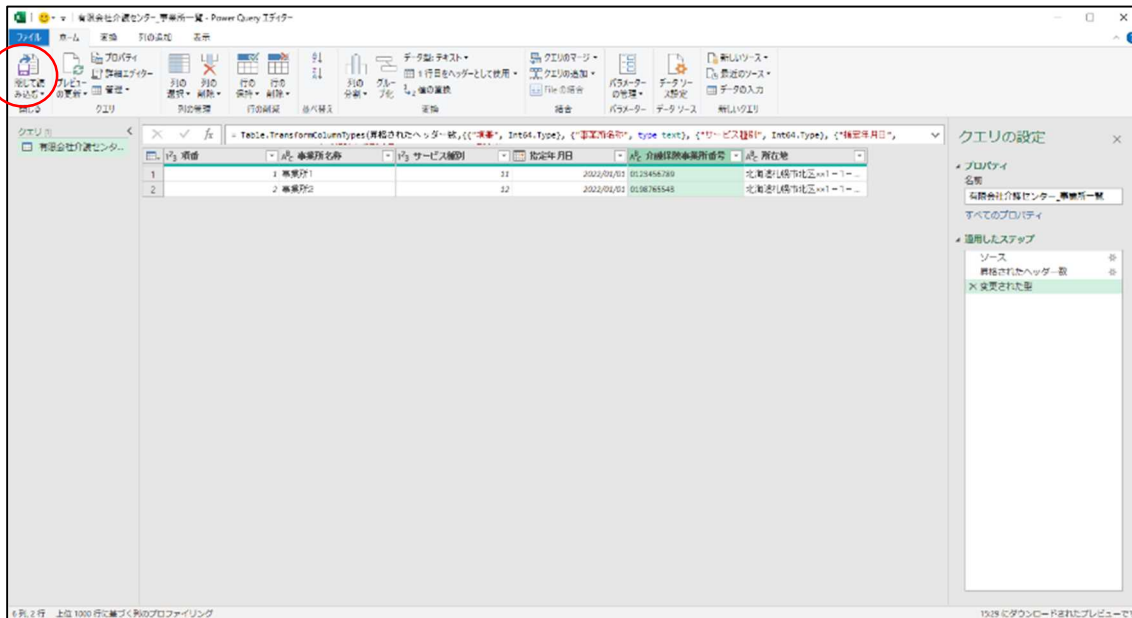 有限会社介護センター_事業所一覧 - Power Query エディター
ファイル ホーム 変換 列の追加 表示
閉じて読み込む
プレビューの更新
プロパティ
詳細エディター
管理
列の選択
列の削除
行の保持
行の削除
列の分割
グループ化
データ型: テキスト
1 行目をヘッダーとして使用
値の置換
クエリのマージ
クエリの追加
File の結合
パラメーターの管理
データ ソース設定
新しいソース
最近のソース
データの入力
閉じる クエリ 列の管理 行の削減 並べ替え 変換 結合 パラメーター データ ソース 新しいクエリ
クエリ
有限会社介護センタ...
= Table.TransformColumnTypes(昇格されたヘッダー数,{{"項番", Int64.Type}, {"事業所名称", type text}, {"サービス種別", Int64.Type}, {"指定年月日",
項番 事業所名称 サービス種別 指定年月日 介護保険事業所番号 所在地
1 1 事業所1 11 2022/01/01 0123456789 北海道札幌市北区××1-1-...
2 2 事業所2 12 2022/01/01 0198765543 北海道札幌市北区××1-1-...
クエリの設定
プロパティ
名前
有限会社介護センター_事業所一覧
すべてのプロパティ
適用したステップ
ソース
昇格されたヘッダー数
変更された型
6 列、2 行 上位 1000 行に基づく列のプロファイリング
15:29 にダウンロードされたプレビューです